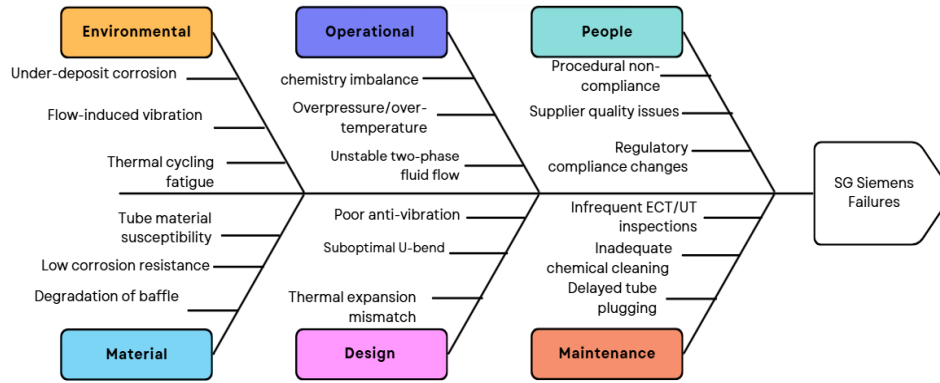 Environmental
Operational
People
Under-deposit corrosion
Flow-induced vibration
Thermal cycling
fatigue
chemistry imbalance
Overpressure/over-
temperature
Unstable two-phase
fluid flow
Procedural non-
compliance
Supplier quality issues
Regulatory
compliance changes
SG Siemens
Failures
Tube material
susceptibility
Low corrosion resistance
Degradation of baffle
Poor anti-vibration
Suboptimal U-bend
Thermal expansion
mismatch
Infrequent ECT/UT
inspections
Inadequate
chemical cleaning
Delayed tube
plugging
Material
Design
Maintenance